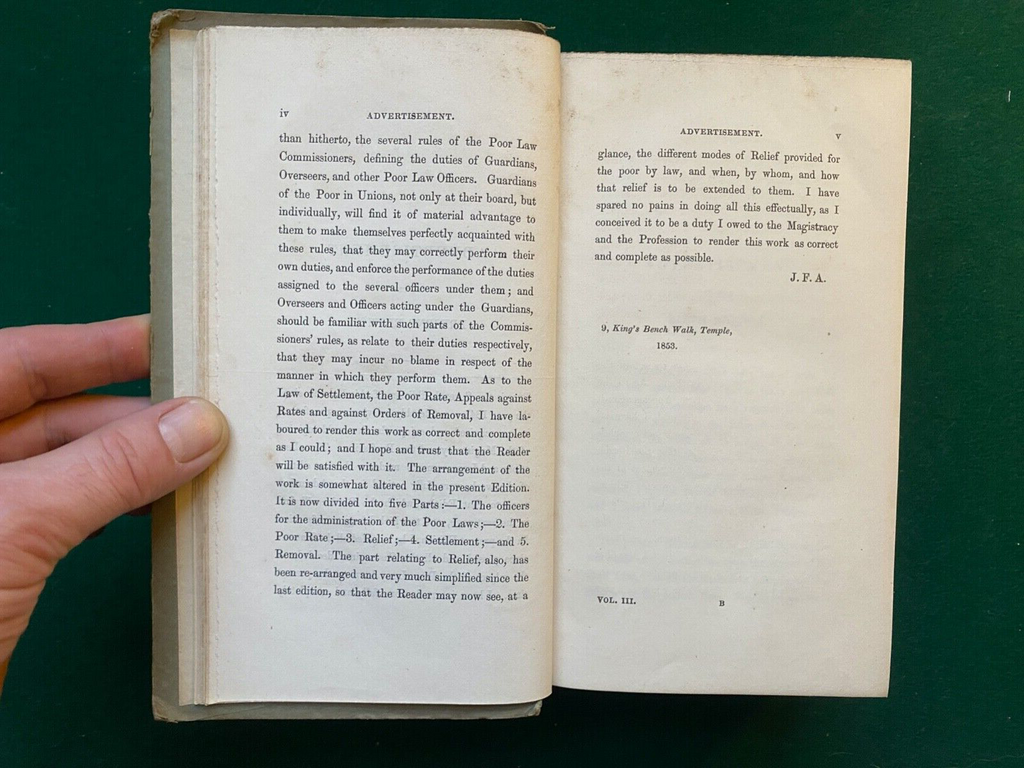 iv
ADVERTISEMENT.
than hitherto, the several rules of the Poor Law
Commissioners, defining the duties of Guardians,
Overseers, and other Poor Law Officers. Guardians
of the Poor in Unions, not only at their board, but
individually, will find it of material advantage to
them to make themselves perfectly acquainted with
these rules, that they may correctly perform their
own duties, and enforce the performance of the duties
assigned to the several officers under them; and
Overseers and Officers acting under the Guardians,
should be familiar with such parts of the Commis-
sioners' rules, as relate to their duties respectively,
that they may incur no blame in respect of the
manner in which they perform them. As to the
Law of Settlement, the Poor Rate, Appeals against
Rates and against Orders of Removal, I have la-
boured to render this work as correct and complete
as I could; and I hope and trust that the Reader
will be satisfied with it. The arrangement of the
work is somewhat altered in the present Edition.
It is now divided into five Parts:—1. The officers
for the administration of the Poor Laws;—2. The
Poor Rate;—3. Relief;—4. Settlement;—and 5.
Removal. The part relating to Relief, also, has
been re-arranged and very much simplified since the
last edition, so that the Reader may now see, at a
ADVERTISEMENT.
v
glance, the different modes of Relief provided for
the poor by law, and when, by whom, and how
that relief is to be extended to them. I have
spared no pains in doing all this effectually, as I
conceived it to be a duty I owed to the Magistracy
and the Profession to render this work as correct
and complete as possible.
J. F. A.
9, King's Bench Walk, Temple,
1853.
VOL. III.
B